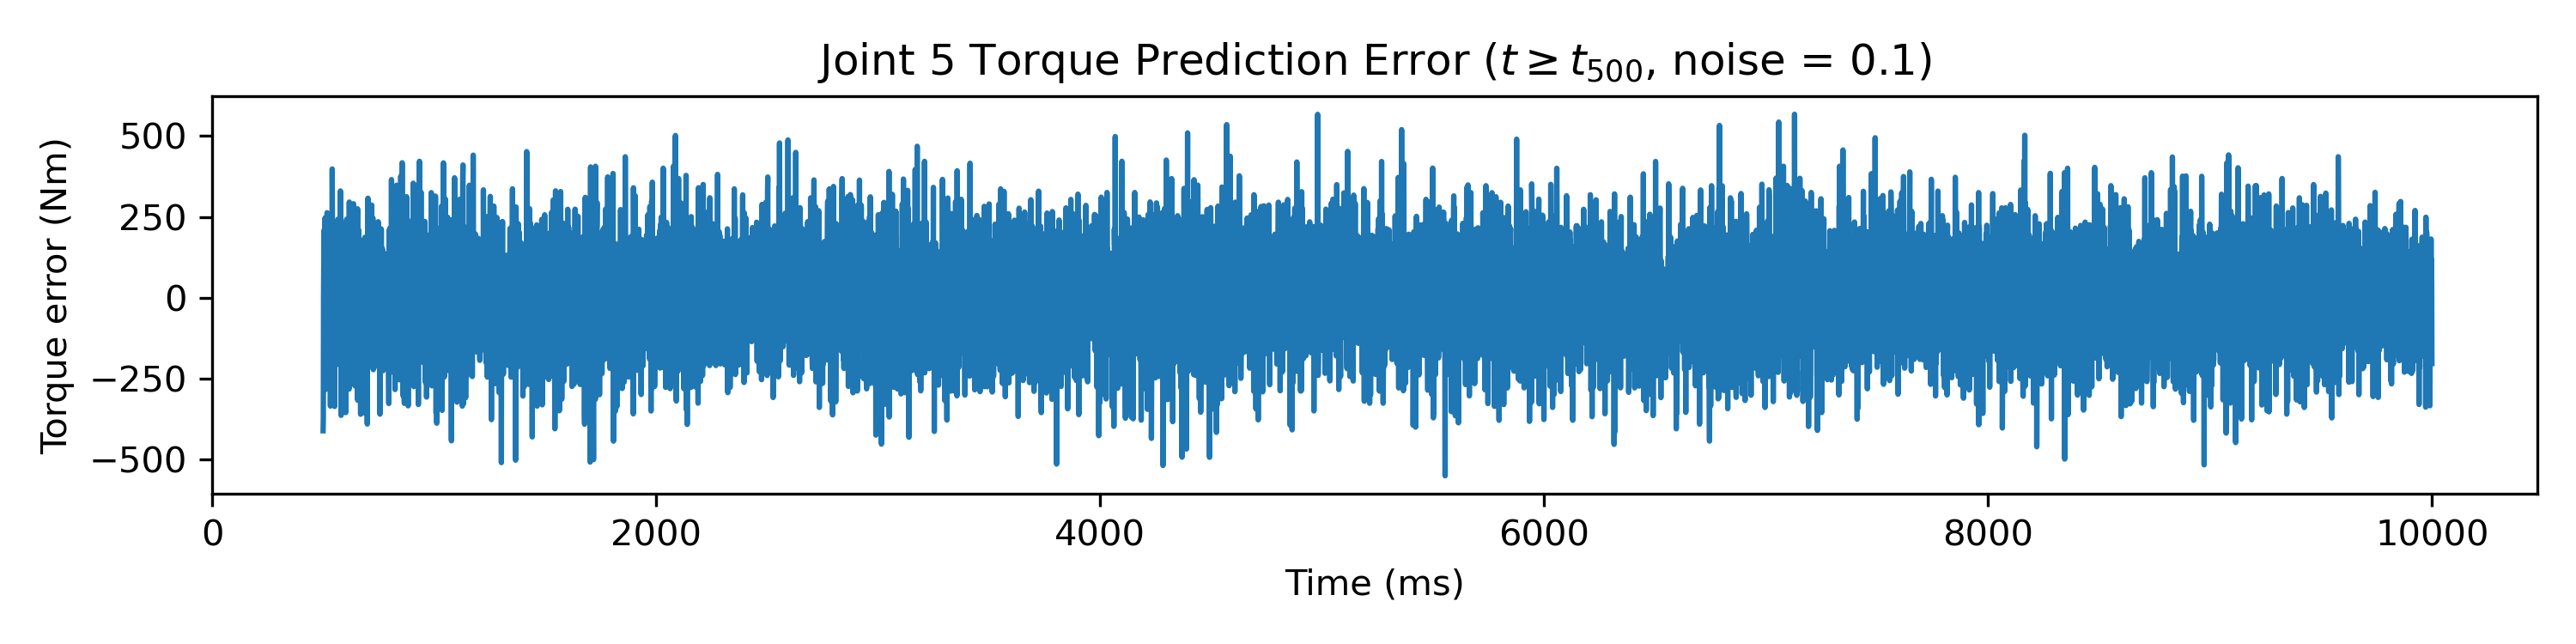 Joint 5 Torque Prediction Error (t ≥ t₅₀₀, noise = 0.1)
Torque error (Nm)
500
250
0
−250
−500
0 2000 4000 6000 8000 10000
Time (ms)